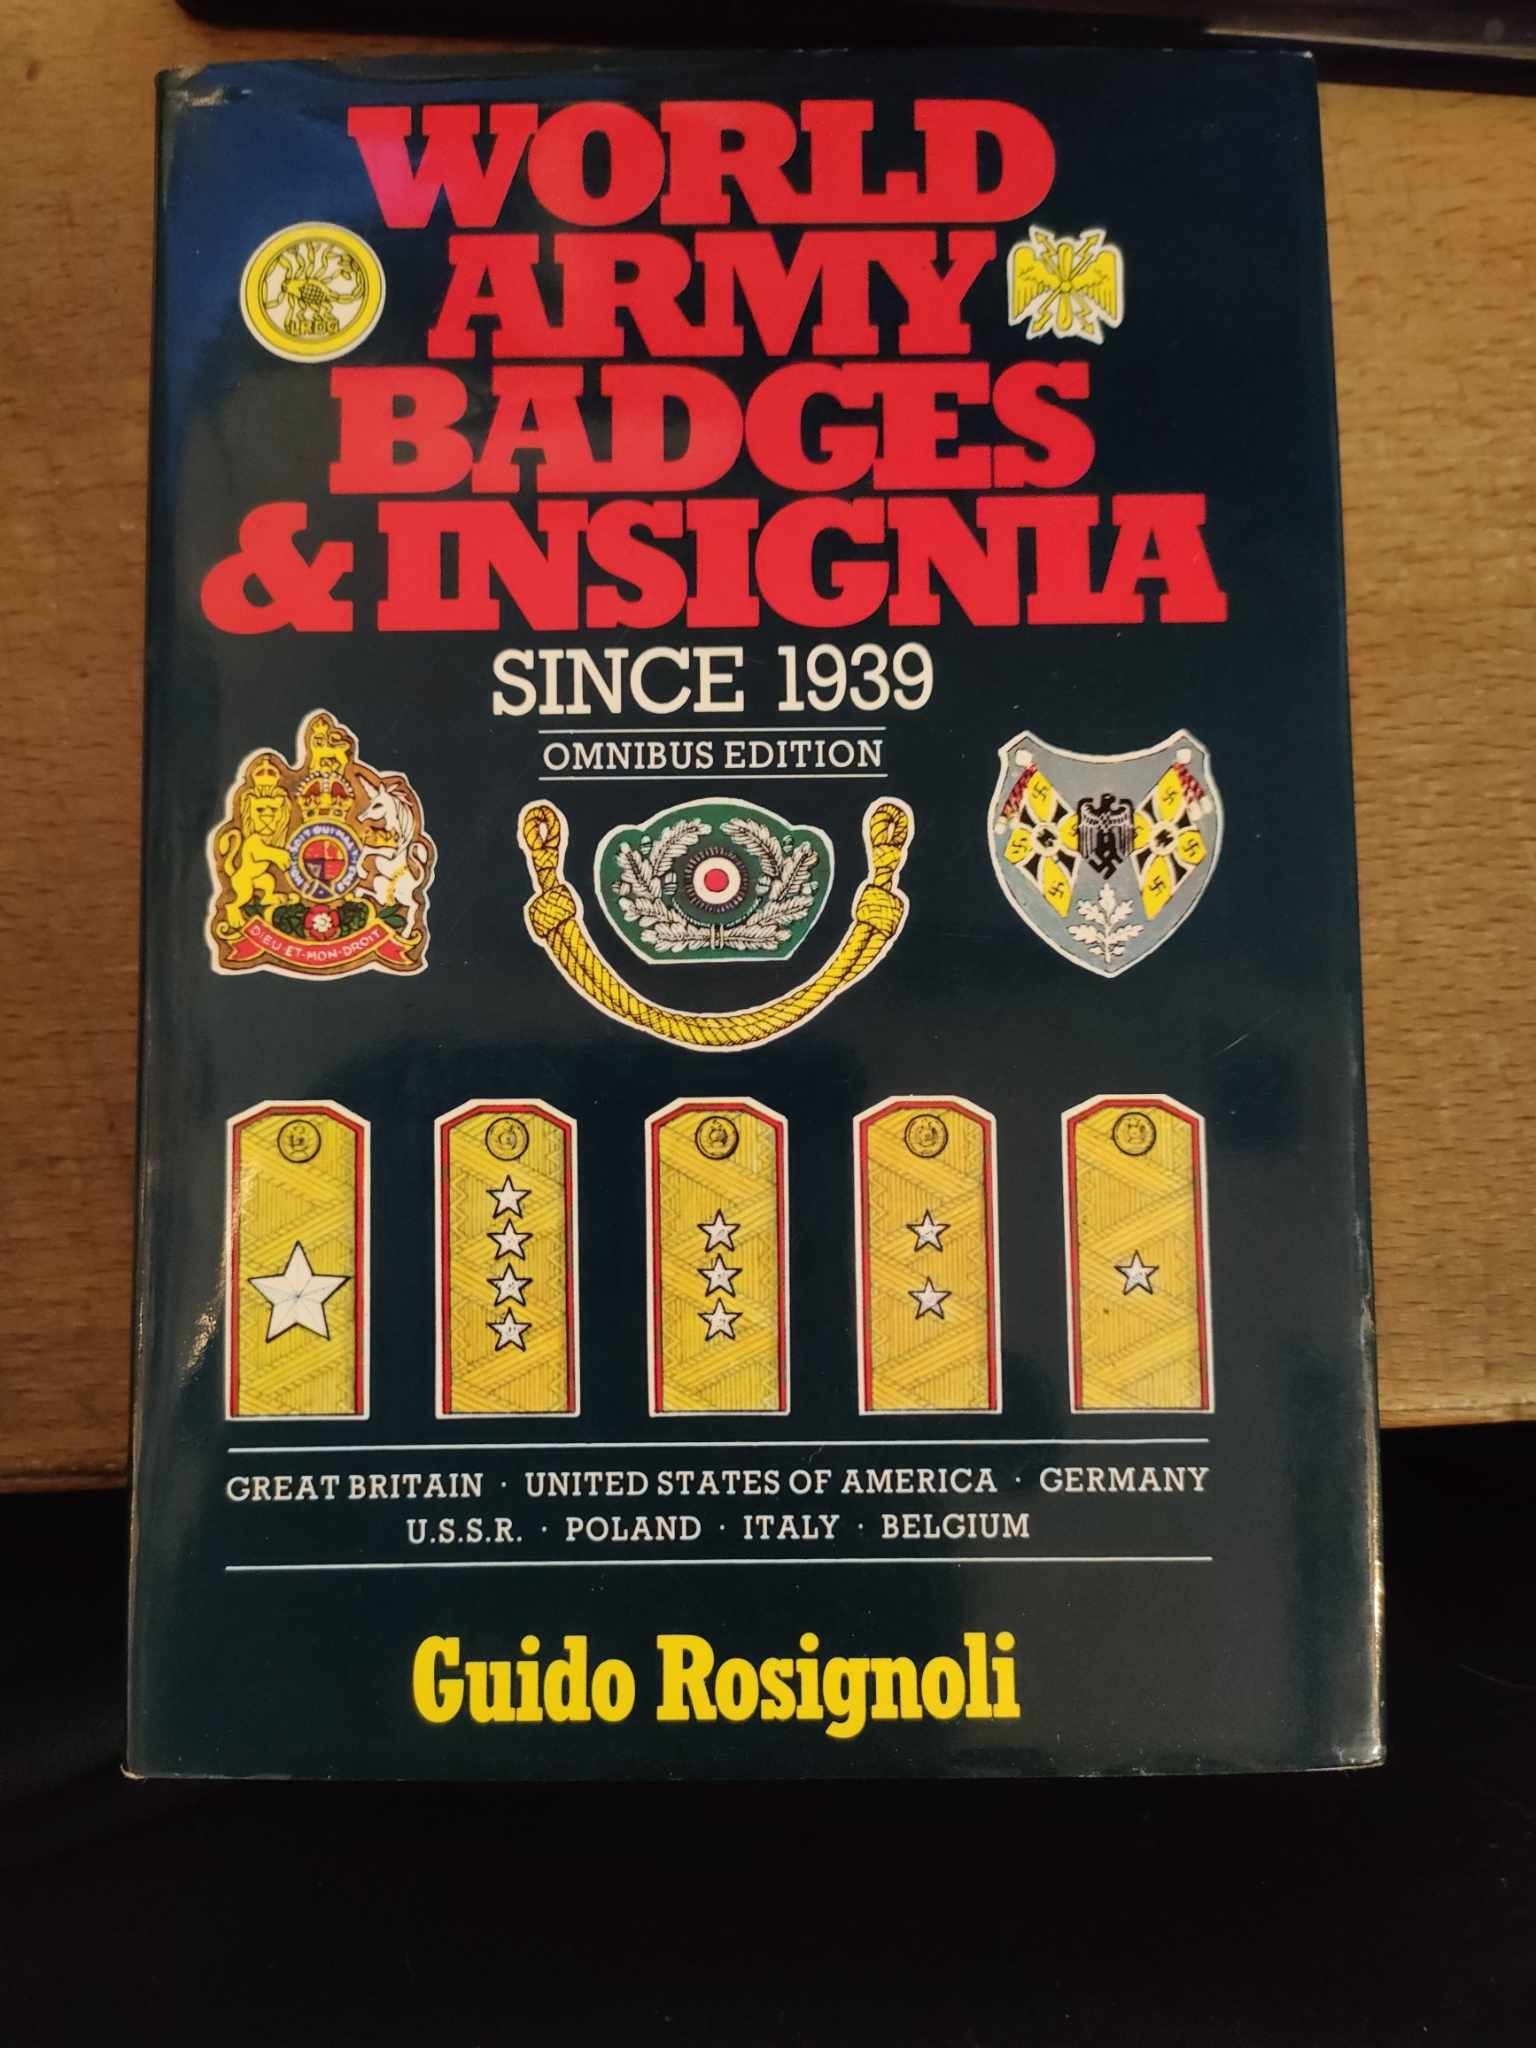 WORLD
ARMY
LRDG
BADGES
& INSIGNIA
SINCE 1939
OMNIBUS EDITION
DIEU·ET·MON·DROIT
GREAT BRITAIN · UNITED STATES OF AMERICA · GERMANY
U.S.S.R. · POLAND · ITALY · BELGIUM
Guido Rosignoli